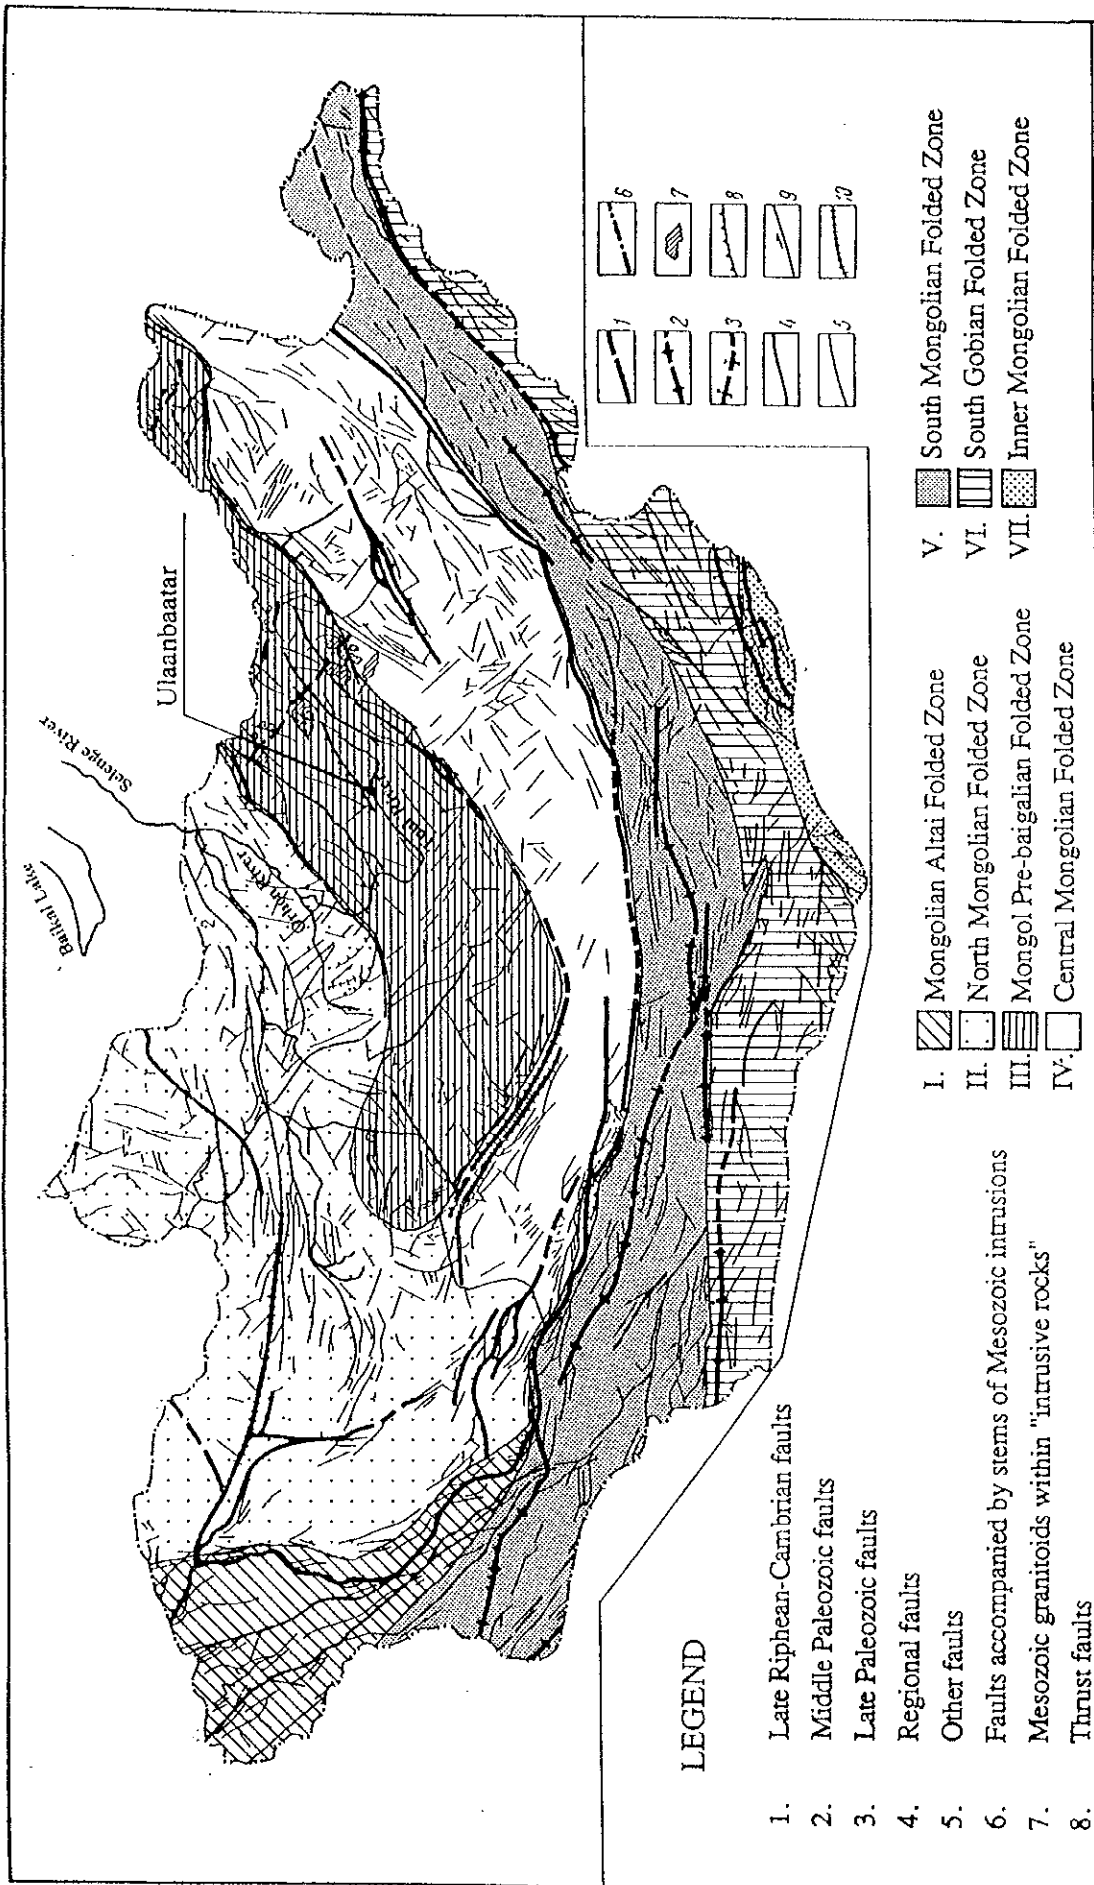 Baikal Lake
Selenge River
Orhon River
Tuul River
Ulaanbaatar
1
2
3
4
5
6
7
8
9
10
LEGEND
1. Late Riphean-Cambrian faults
2. Middle Paleozoic faults
3. Late Paleozoic faults
4. Regional faults
5. Other faults
6. Faults accompanied by stems of Mesozoic intrusions
7. Mesozoic granitoids within "intrusive rocks"
8. Thrust faults
I. Mongolian Altai Folded Zone
II. North Mongolian Folded Zone
III. Mongol Pre-baigalian Folded Zone
IV. Central Mongolian Folded Zone
V. South Mongolian Folded Zone
VI. South Gobian Folded Zone
VII. Inner Mongolian Folded Zone